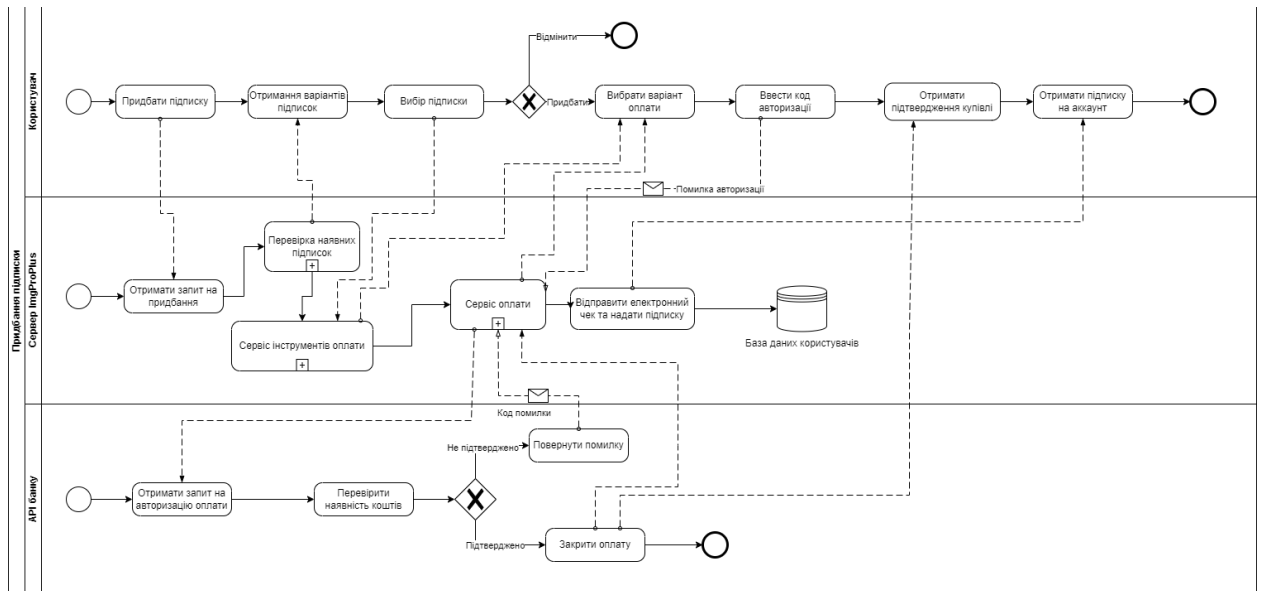 Придбання підписки
Користувач
Відмінити
Придбати підписку
Отримання варіантів
підписок
Вибір підписки
Придбати
Вибрати варіант
оплати
Ввести код
авторизації
Отримати
підтвердження купівлі
Отримати підписку
на аккаунт
Помилка авторизації
Сервер ImgProPlus
Отримати запит на
придбання
Перевірка наявних
підписок
Сервіс інструментів оплати
Сервіс оплати
Відправити електронний
чек та надати підписку
База даних користувачів
Код помилки
API банку
Отримати запит на
авторизацію оплати
Перевірити
наявність коштів
Не підтверджено
Повернути помилку
Підтверджено
Закрити оплату